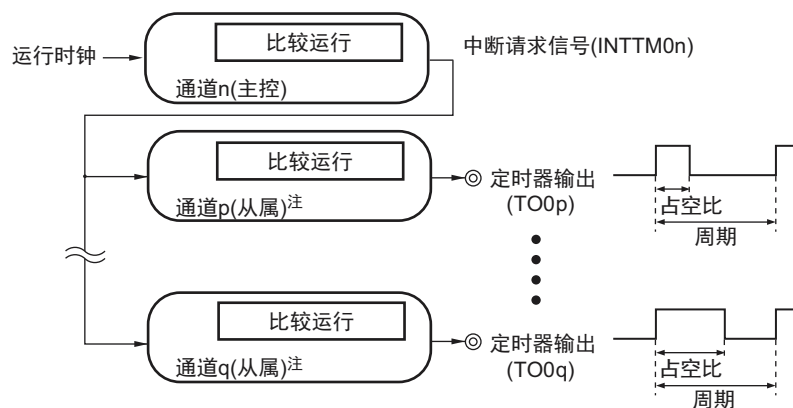 比较运行
运行时钟
中断请求信号(INTTM0n)
通道n(主控)
比较运行
通道p(从属)注
定时器输出
(TO0p)
占空比
周期
比较运行
通道q(从属)注
定时器输出
(TO0q)
占空比
周期